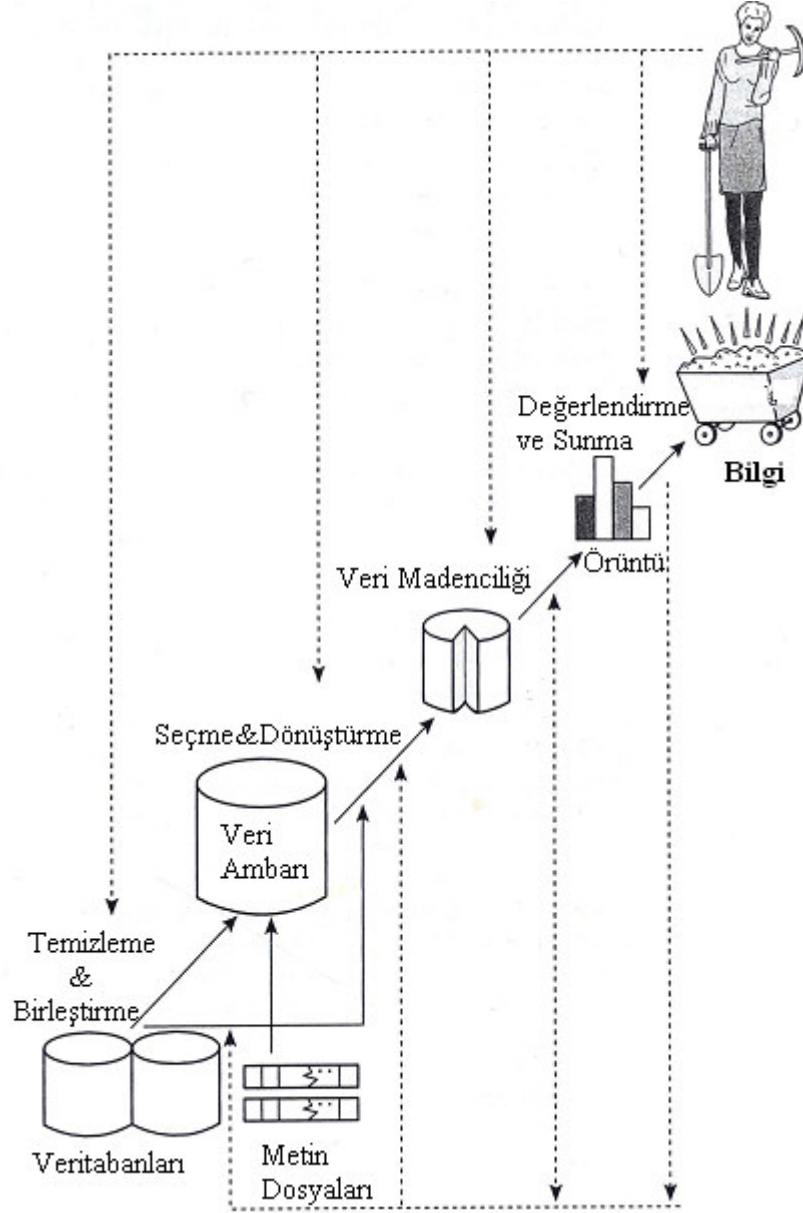 Değerlendirme
ve Sunma
Bilgi
Örüntü
Veri Madenciliği
Seçme&Dönüştürme
Veri
Ambarı
Temizleme
&
Birleştirme
Veritabanları
Metin
Dosyaları